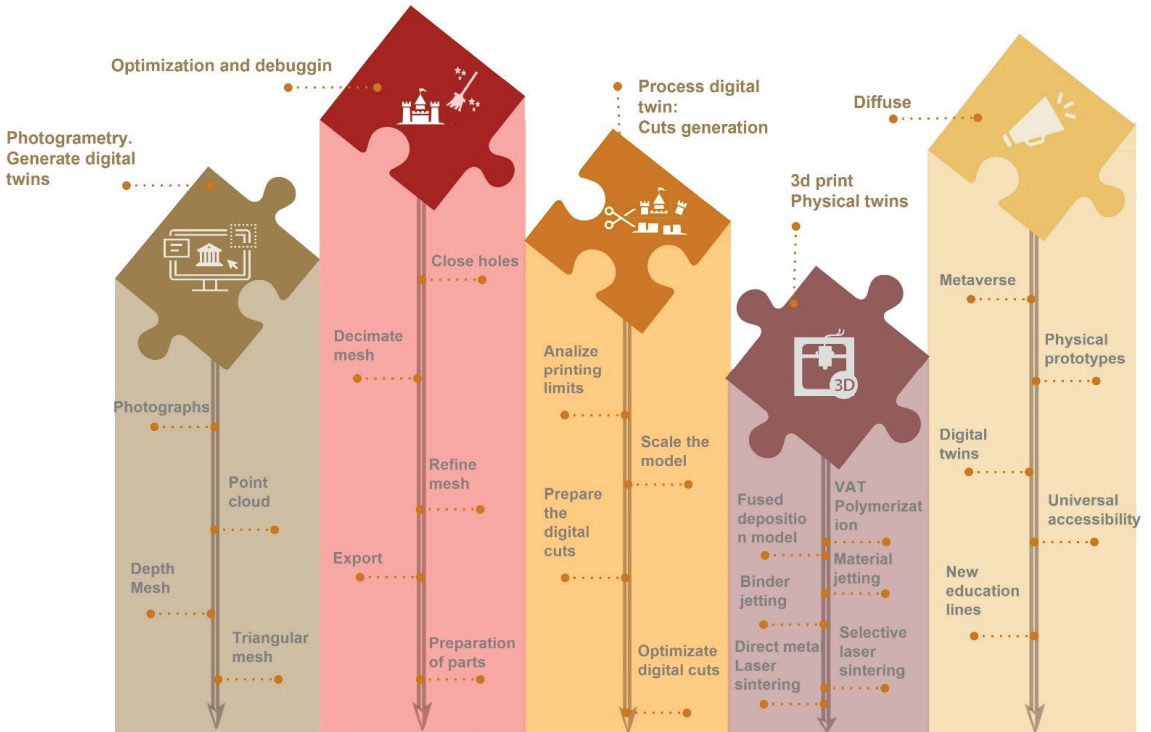 Photogrametry.
Generate digital
twins
Photographs
Point
cloud
Depth
Mesh
Triangular
mesh
Optimization and debuggin
Close holes
Decimate
mesh
Refine
mesh
Export
Preparation
of parts
Process digital
twin:
Cuts generation
Analize
printing
limits
Scale the
model
Prepare
the
digital
cuts
Optimizate
digital cuts
3d print
Physical twins
3D
VAT
Polymerizat
ion
Fused
depositio
n model
Material
jetting
Binder
jetting
Selective
laser
sintering
Direct metal
Laser
sintering
Diffuse
Metaverse
Physical
prototypes
Digital
twins
Universal
accessibility
New
education
lines